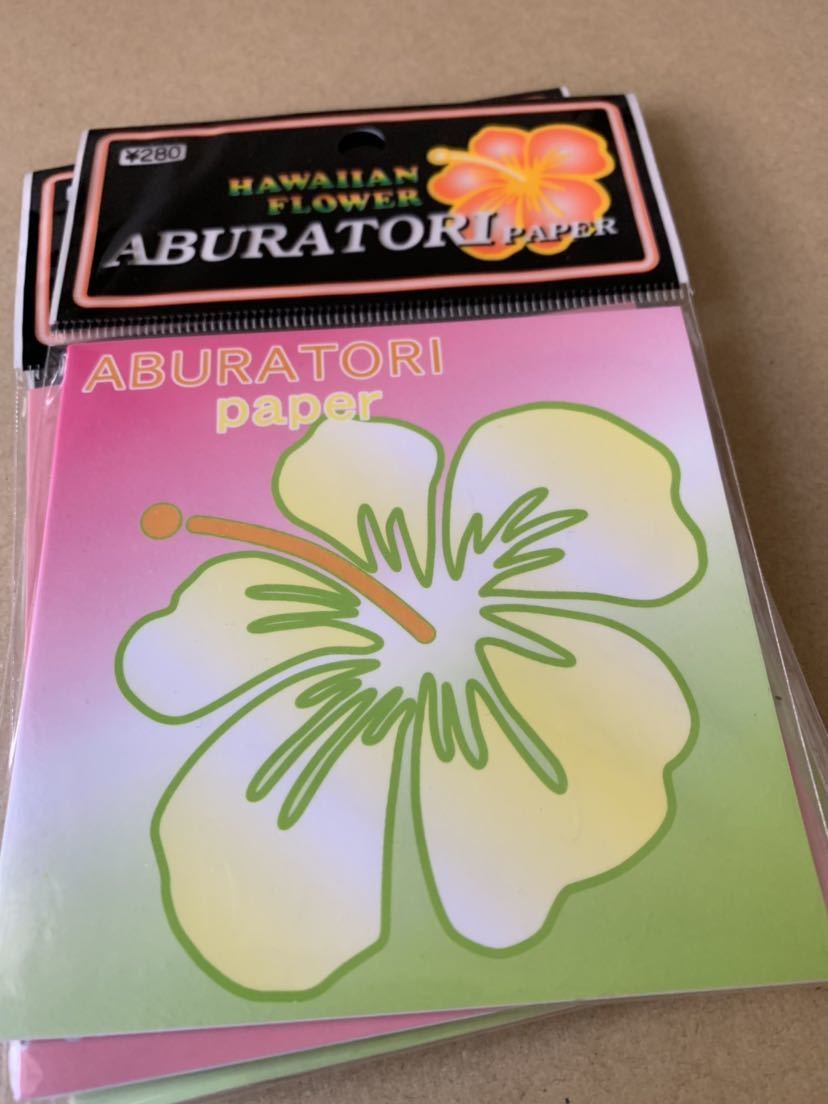 ¥280
HAWAIIAN
FLOWER
ABURATORI PAPER
ABURATORI
paper